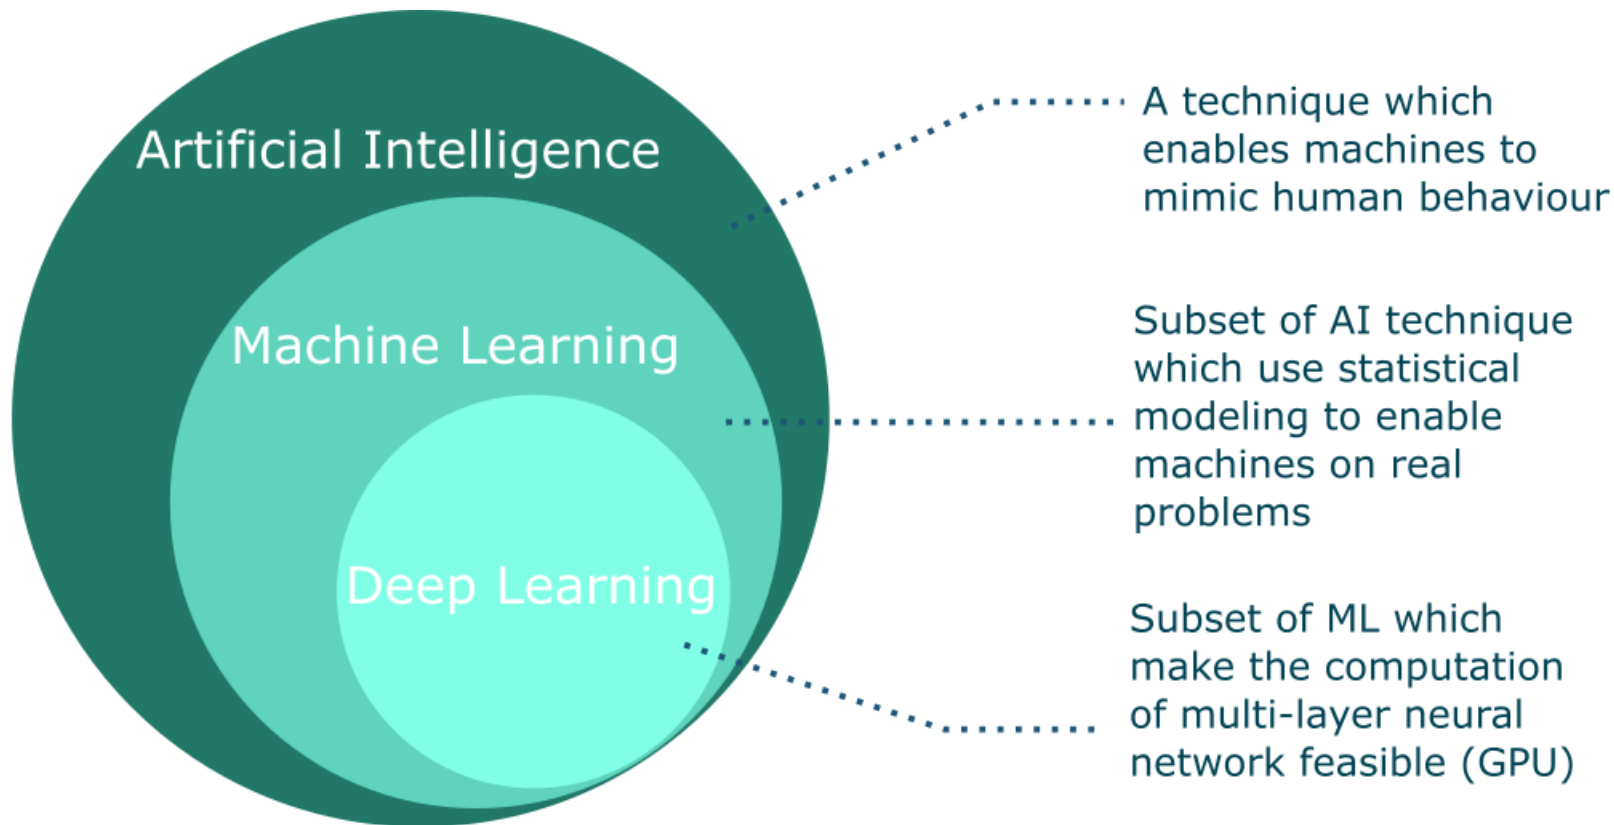 Artificial Intelligence
Machine Learning
Deep Learning
A technique which
enables machines to
mimic human behaviour
Subset of AI technique
which use statistical
modeling to enable
machines on real
problems
Subset of ML which
make the computation
of multi-layer neural
network feasible (GPU)